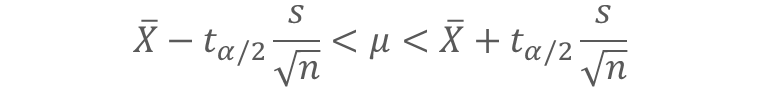 X̄ − t_{α/2} s/√n < μ < X̄ + t_{α/2} s/√n